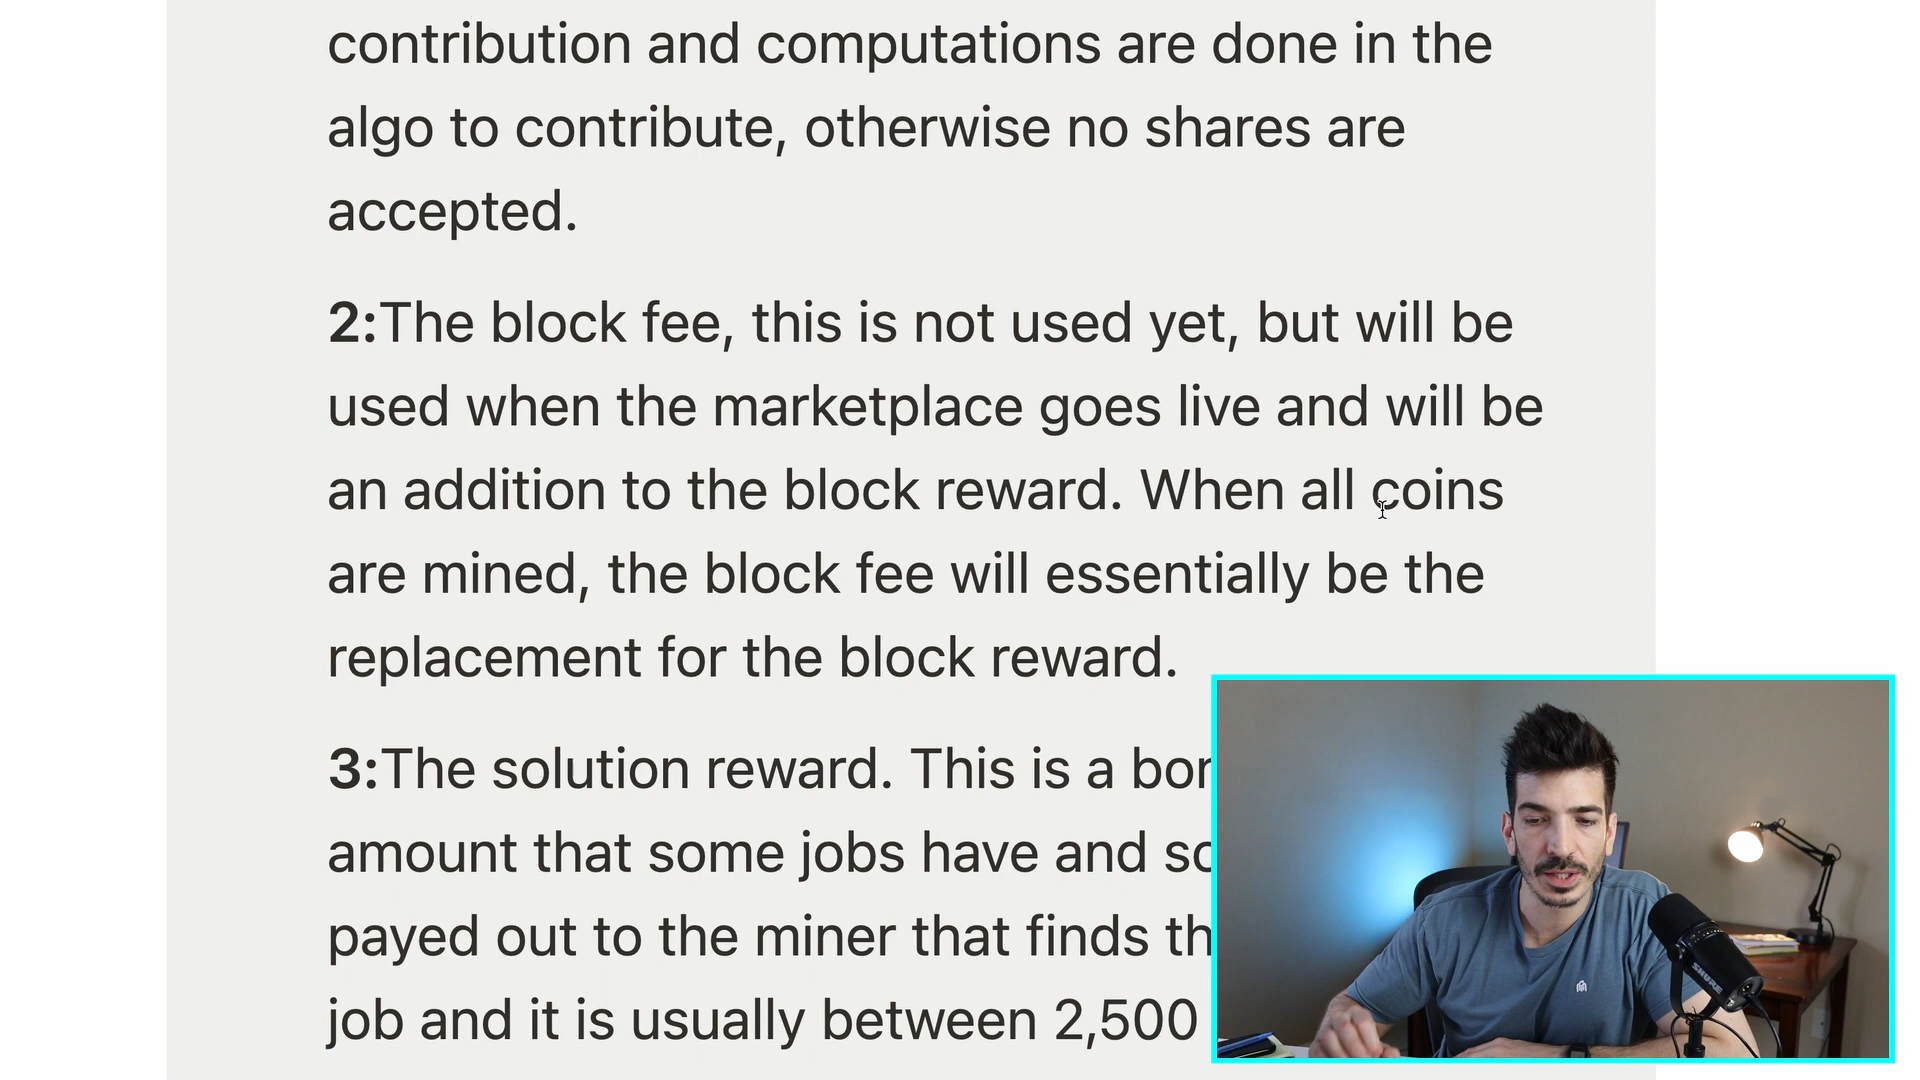 contribution and computations are done in the
algo to contribute, otherwise no shares are
accepted.
2:The block fee, this is not used yet, but will be
used when the marketplace goes live and will be
an addition to the block reward. When all coins
are mined, the block fee will essentially be the
replacement for the block reward.
3:The solution reward. This is a
amount that some jobs have and
payed out to the miner that finds
job and it is usually between 2,500
SHURE